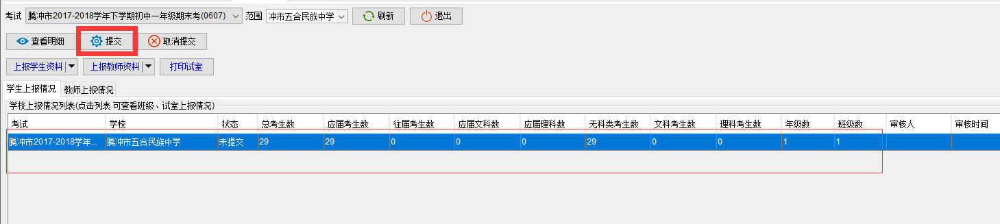 考试 腾冲市2017-2018学年下学期初中一年级期末考(0607) 范围 冲市五合民族中学 刷新 退出
查看明细 提交 取消提交
上报学生资料 上报教师资料 打印试室
学生上报情况 教师上报情况
学校上报情况列表(点击列表 可查看班级、试室上报情况)
考试 学校 状态 总考生数 应届考生数 往届考生数 应届文科数 应届理科数 无科类考生数 文科考生数 理科考生数 年级数 班级数 审核人 审核时间
腾冲市2017-2018学年... 腾冲市五合民族中学 未提交 29 29 0 0 0 29 0 0 1 1